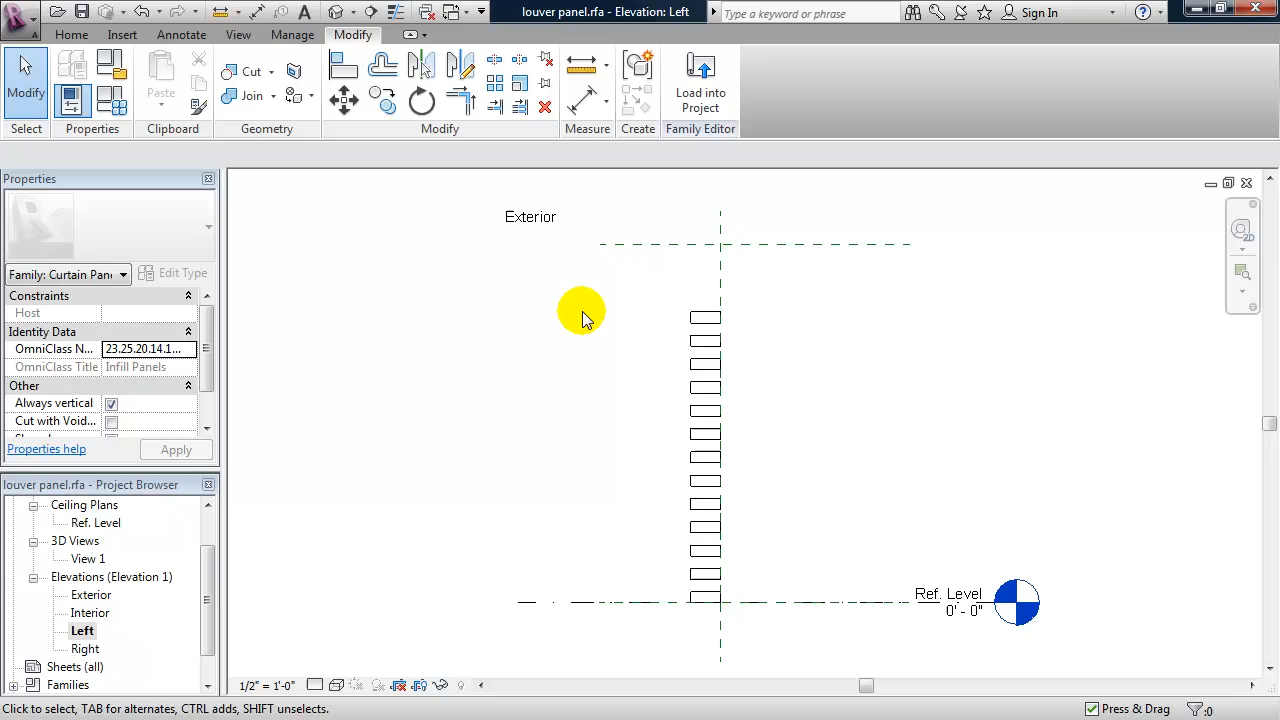 louver panel.rfa - Elevation: Left
Type a keyword or phrase
Sign In
Home
Insert
Annotate
View
Manage
Modify
Modify
Cut
Join
Paste
Load into
Project
Select
Properties
Clipboard
Geometry
Modify
Measure
Create
Family Editor
Properties
Family: Curtain Pan
Edit Type
Constraints
Host
Identity Data
OmniClass N...
23.25.20.14.1...
OmniClass Title
Infill Panels
Other
Always vertical
Cut with Void...
Properties help
Apply
louver panel.rfa - Project Browser
Ceiling Plans
Ref. Level
3D Views
View 1
Elevations (Elevation 1)
Exterior
Interior
Left
Right
Sheets (all)
Families
Exterior
Ref. Level
0' - 0"
2D
1/2" = 1'-0"
Click to select, TAB for alternates, CTRL adds, SHIFT unselects.
Press & Drag
:0